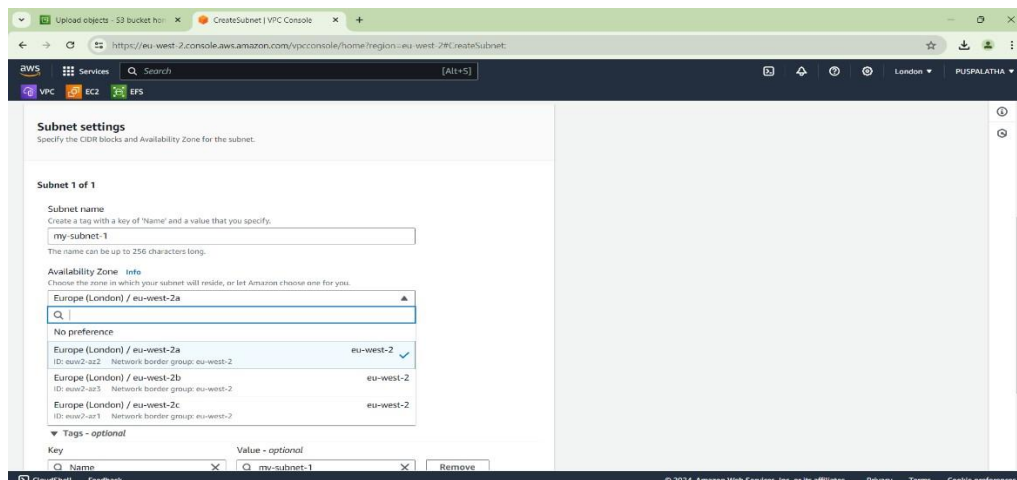 Upload objects - S3 bucket hon
CreateSubnet | VPC Console
https://eu-west-2.console.aws.amazon.com/vpcconsole/home?region=eu-west-2#CreateSubnet:
aws Services Search [Alt+S] London PUSPALATHA
VPC EC2 EFS
Subnet settings
Specify the CIDR blocks and Availability Zone for the subnet.
Subnet 1 of 1
Subnet name
Create a tag with a key of 'Name' and a value that you specify.
my-subnet-1
The name can be up to 256 characters long.
Availability Zone Info
Choose the zone in which your subnet will reside, or let Amazon choose one for you.
Europe (London) / eu-west-2a
No preference
Europe (London) / eu-west-2a eu-west-2
ID: euw2-az2 Network border group: eu-west-2
Europe (London) / eu-west-2b eu-west-2
ID: euw2-az3 Network border group: eu-west-2
Europe (London) / eu-west-2c eu-west-2
ID: euw2-az1 Network border group: eu-west-2
Tags - optional
Key Value - optional
Name my-subnet-1 Remove
CloudShell Feedback © 2024, Amazon Web Services, Inc. or its affiliates. Privacy Terms Cookie preferences